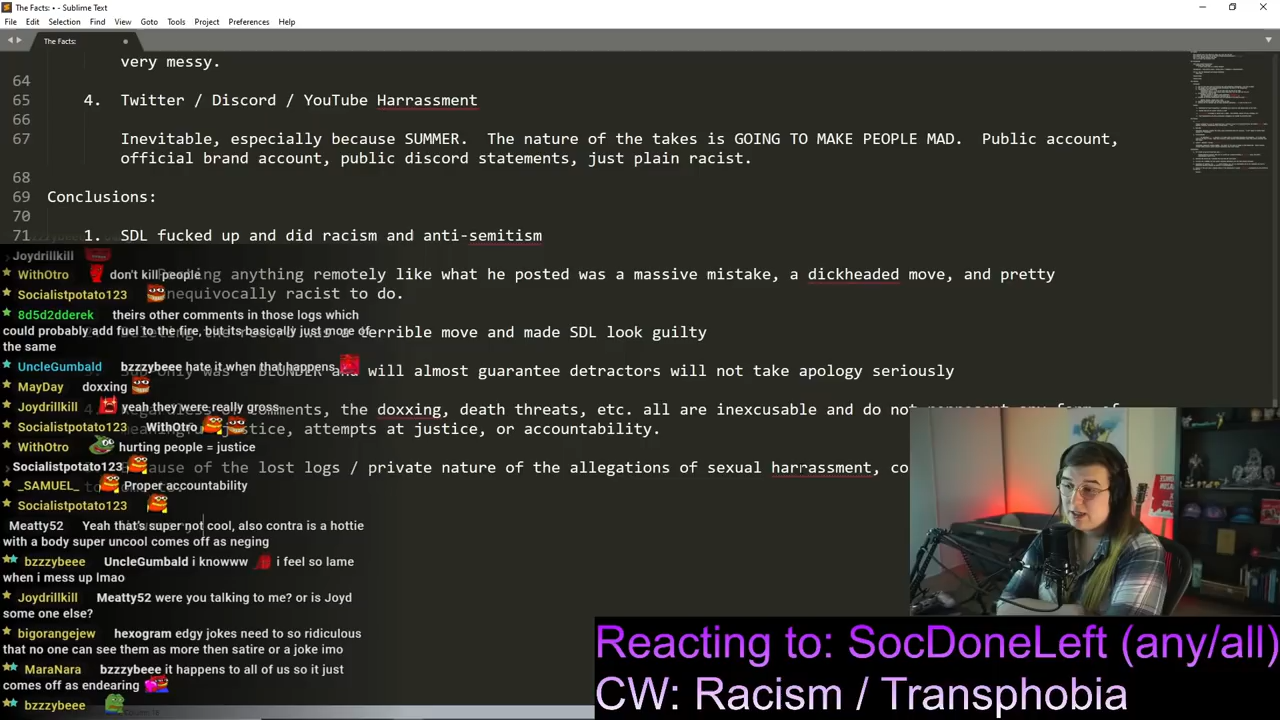 The Facts: • - Sublime Text
File Edit Selection Find View Goto Tools Project Preferences Help
The Facts:
very messy.
64
65 4. Twitter / Discord / YouTube Harrassment
66
67 Inevitable, especially because SUMMER. The nature of the takes is GOING TO MAKE PEOPLE MAD. Public account,
official brand account, public discord statements, just plain racist.
68
69 Conclusions:
70
71 1. SDL fucked up and did racism and anti-semitism
anything remotely like what he posted was a massive mistake, a dickheaded move, and pretty
nequivocally racist to do.
terrible move and made SDL look guilty
only was a BLUNDER and will almost guarantee detractors will not take apology seriously
comments, the doxxing, death threats, etc. all are inexcusable and do not
justice, attempts at justice, or accountability.
ause of the lost logs / private nature of the allegations of sexual harrassment, co
Joydrillkill
WithOtro don't kill people
Socialistpotato123
8d5d2dderek theirs other comments in those logs which
could probably add fuel to the fire, but its basically just more of
the same
UncleGumbald bzzzybeee hate it when that happens
MayDay doxxing
Joydrillkill yeah they were really gross
Socialistpotato123 WithOtro
WithOtro hurting people = justice
Socialistpotato123
_SAMUEL_ Proper accountability
Socialistpotato123
Meatty52 Yeah that's super not cool, also contra is a hottie
with a body super uncool comes off as neging
bzzzybeee UncleGumbald i knowww i feel so lame
when i mess up lmao
Joydrillkill Meatty52 were you talking to me? or is Joyd
some one else?
bigorangejew hexogram edgy jokes need to so ridiculous
that no one can see them as more then satire or a joke imo
MaraNara bzzzybeee it happens to all of us so it just
comes off as endearing
bzzzybeee
Reacting to: SocDoneLeft (any/all)
CW: Racism / Transphobia